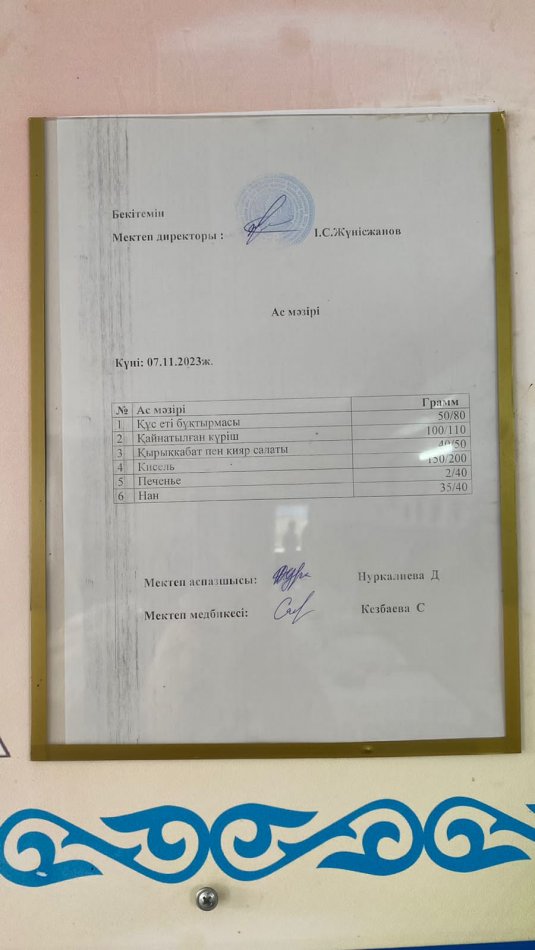 Бекітемін
Мектеп директоры : І.С.Жүнісжанов
Ас мәзірі
Күні: 07.11.2023ж.
№ Ас мәзірі Грамм
1 Құс еті бұқтырмасы 50/80
2 Қайнатылған күріш 100/110
3 Қырыққабат пен кияр салаты 40/50
4 Кисель 150/200
5 Печенье 2/40
6 Нан 35/40
Мектеп аспазшысы: Нуркалиева Д
Мектеп медбикесі: Кезбаева С